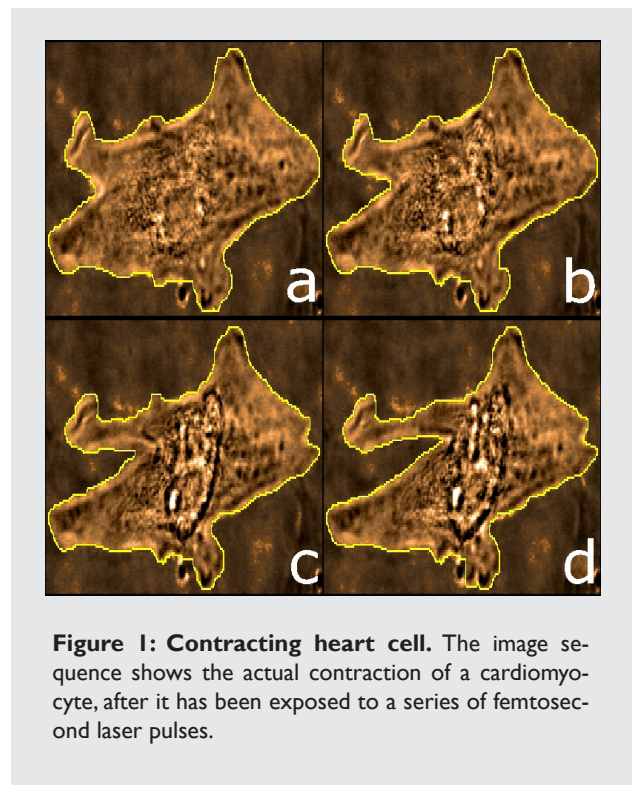 a
b
c
d
Figure 1: Contracting heart cell. The image se-
quence shows the actual contraction of a cardiomyo-
cyte, after it has been exposed to a series of femtosec-
ond laser pulses.